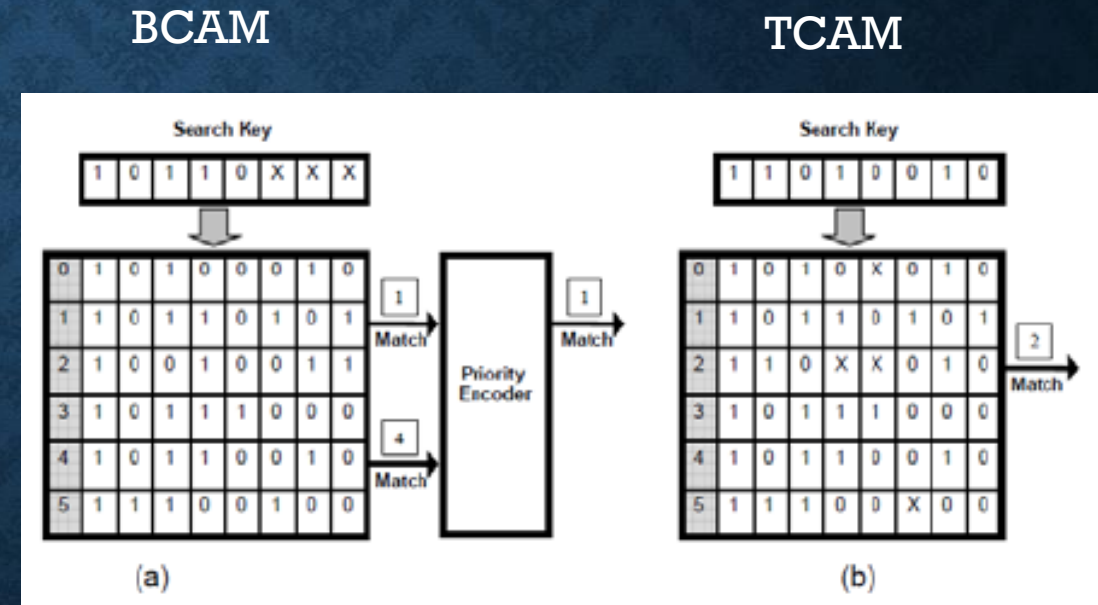 BCAM
TCAM
Search Key
1 0 1 1 0 X X X
0 1 0 1 0 0 0 1 0
1 1 0 1 1 0 1 0 1
2 1 0 0 1 0 0 1 1
3 1 0 1 1 1 0 0 0
4 1 0 1 1 0 0 1 0
5 1 1 1 0 0 1 0 0
1
Match
4
Match
Priority
Encoder
1
Match
(a)
Search Key
1 1 0 1 0 0 1 0
0 1 0 1 0 X 0 1 0
1 1 0 1 1 0 1 0 1
2 1 1 0 X X 0 1 0
3 1 0 1 1 1 0 0 0
4 1 0 1 1 0 0 1 0
5 1 1 1 0 0 X 0 0
2
Match
(b)